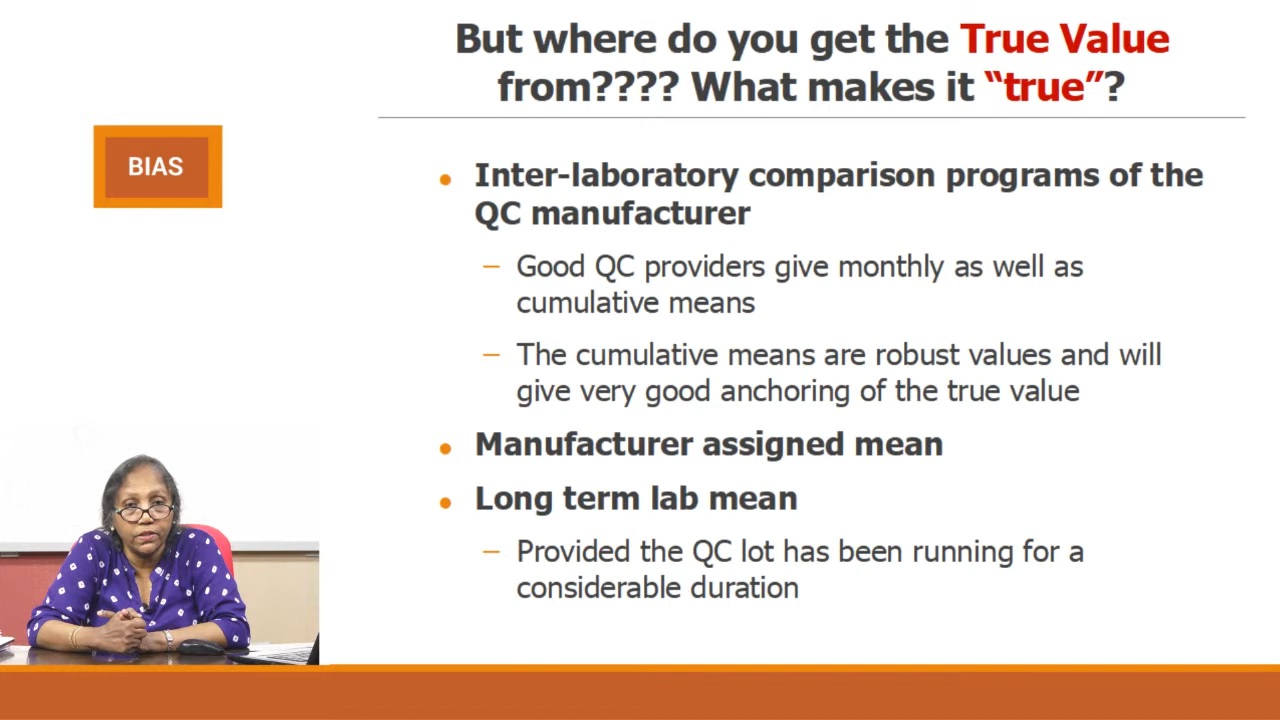 But where do you get the True Value
from???? What makes it “true”?
BIAS
• Inter-laboratory comparison programs of the
QC manufacturer
– Good QC providers give monthly as well as
cumulative means
– The cumulative means are robust values and will
give very good anchoring of the true value
• Manufacturer assigned mean
• Long term lab mean
– Provided the QC lot has been running for a
considerable duration